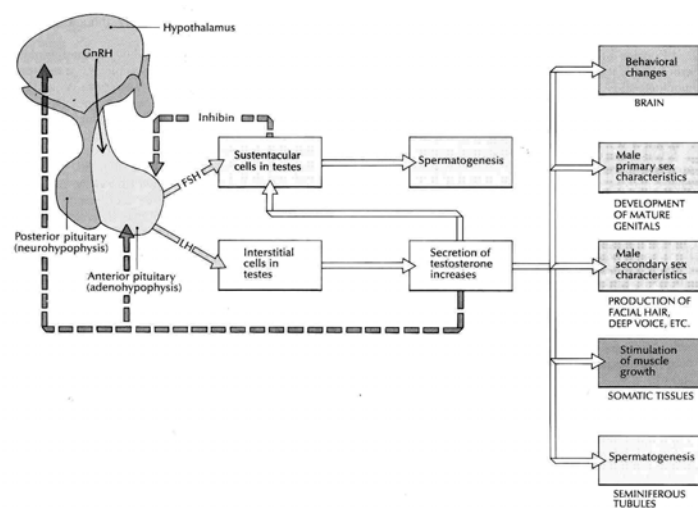 Hypothalamus
GnRH
Inhibin
Sustentacular
cells in testes
Spermatogenesis
FSH
LH
Posterior pituitary
(neurohypophysis)
Anterior pituitary
(adenohypophysis)
Interstitial
cells in
testes
Secretion of
testosterone
increases
Behavioral
changes
BRAIN
Male
primary sex
characteristics
DEVELOPMENT
OF MATURE
GENITALS
Male
secondary sex
characteristics
PRODUCTION OF
FACIAL HAIR,
DEEP VOICE, ETC.
Stimulation
of muscle
growth
SOMATIC TISSUES
Spermatogenesis
SEMINIFEROUS
TUBULES